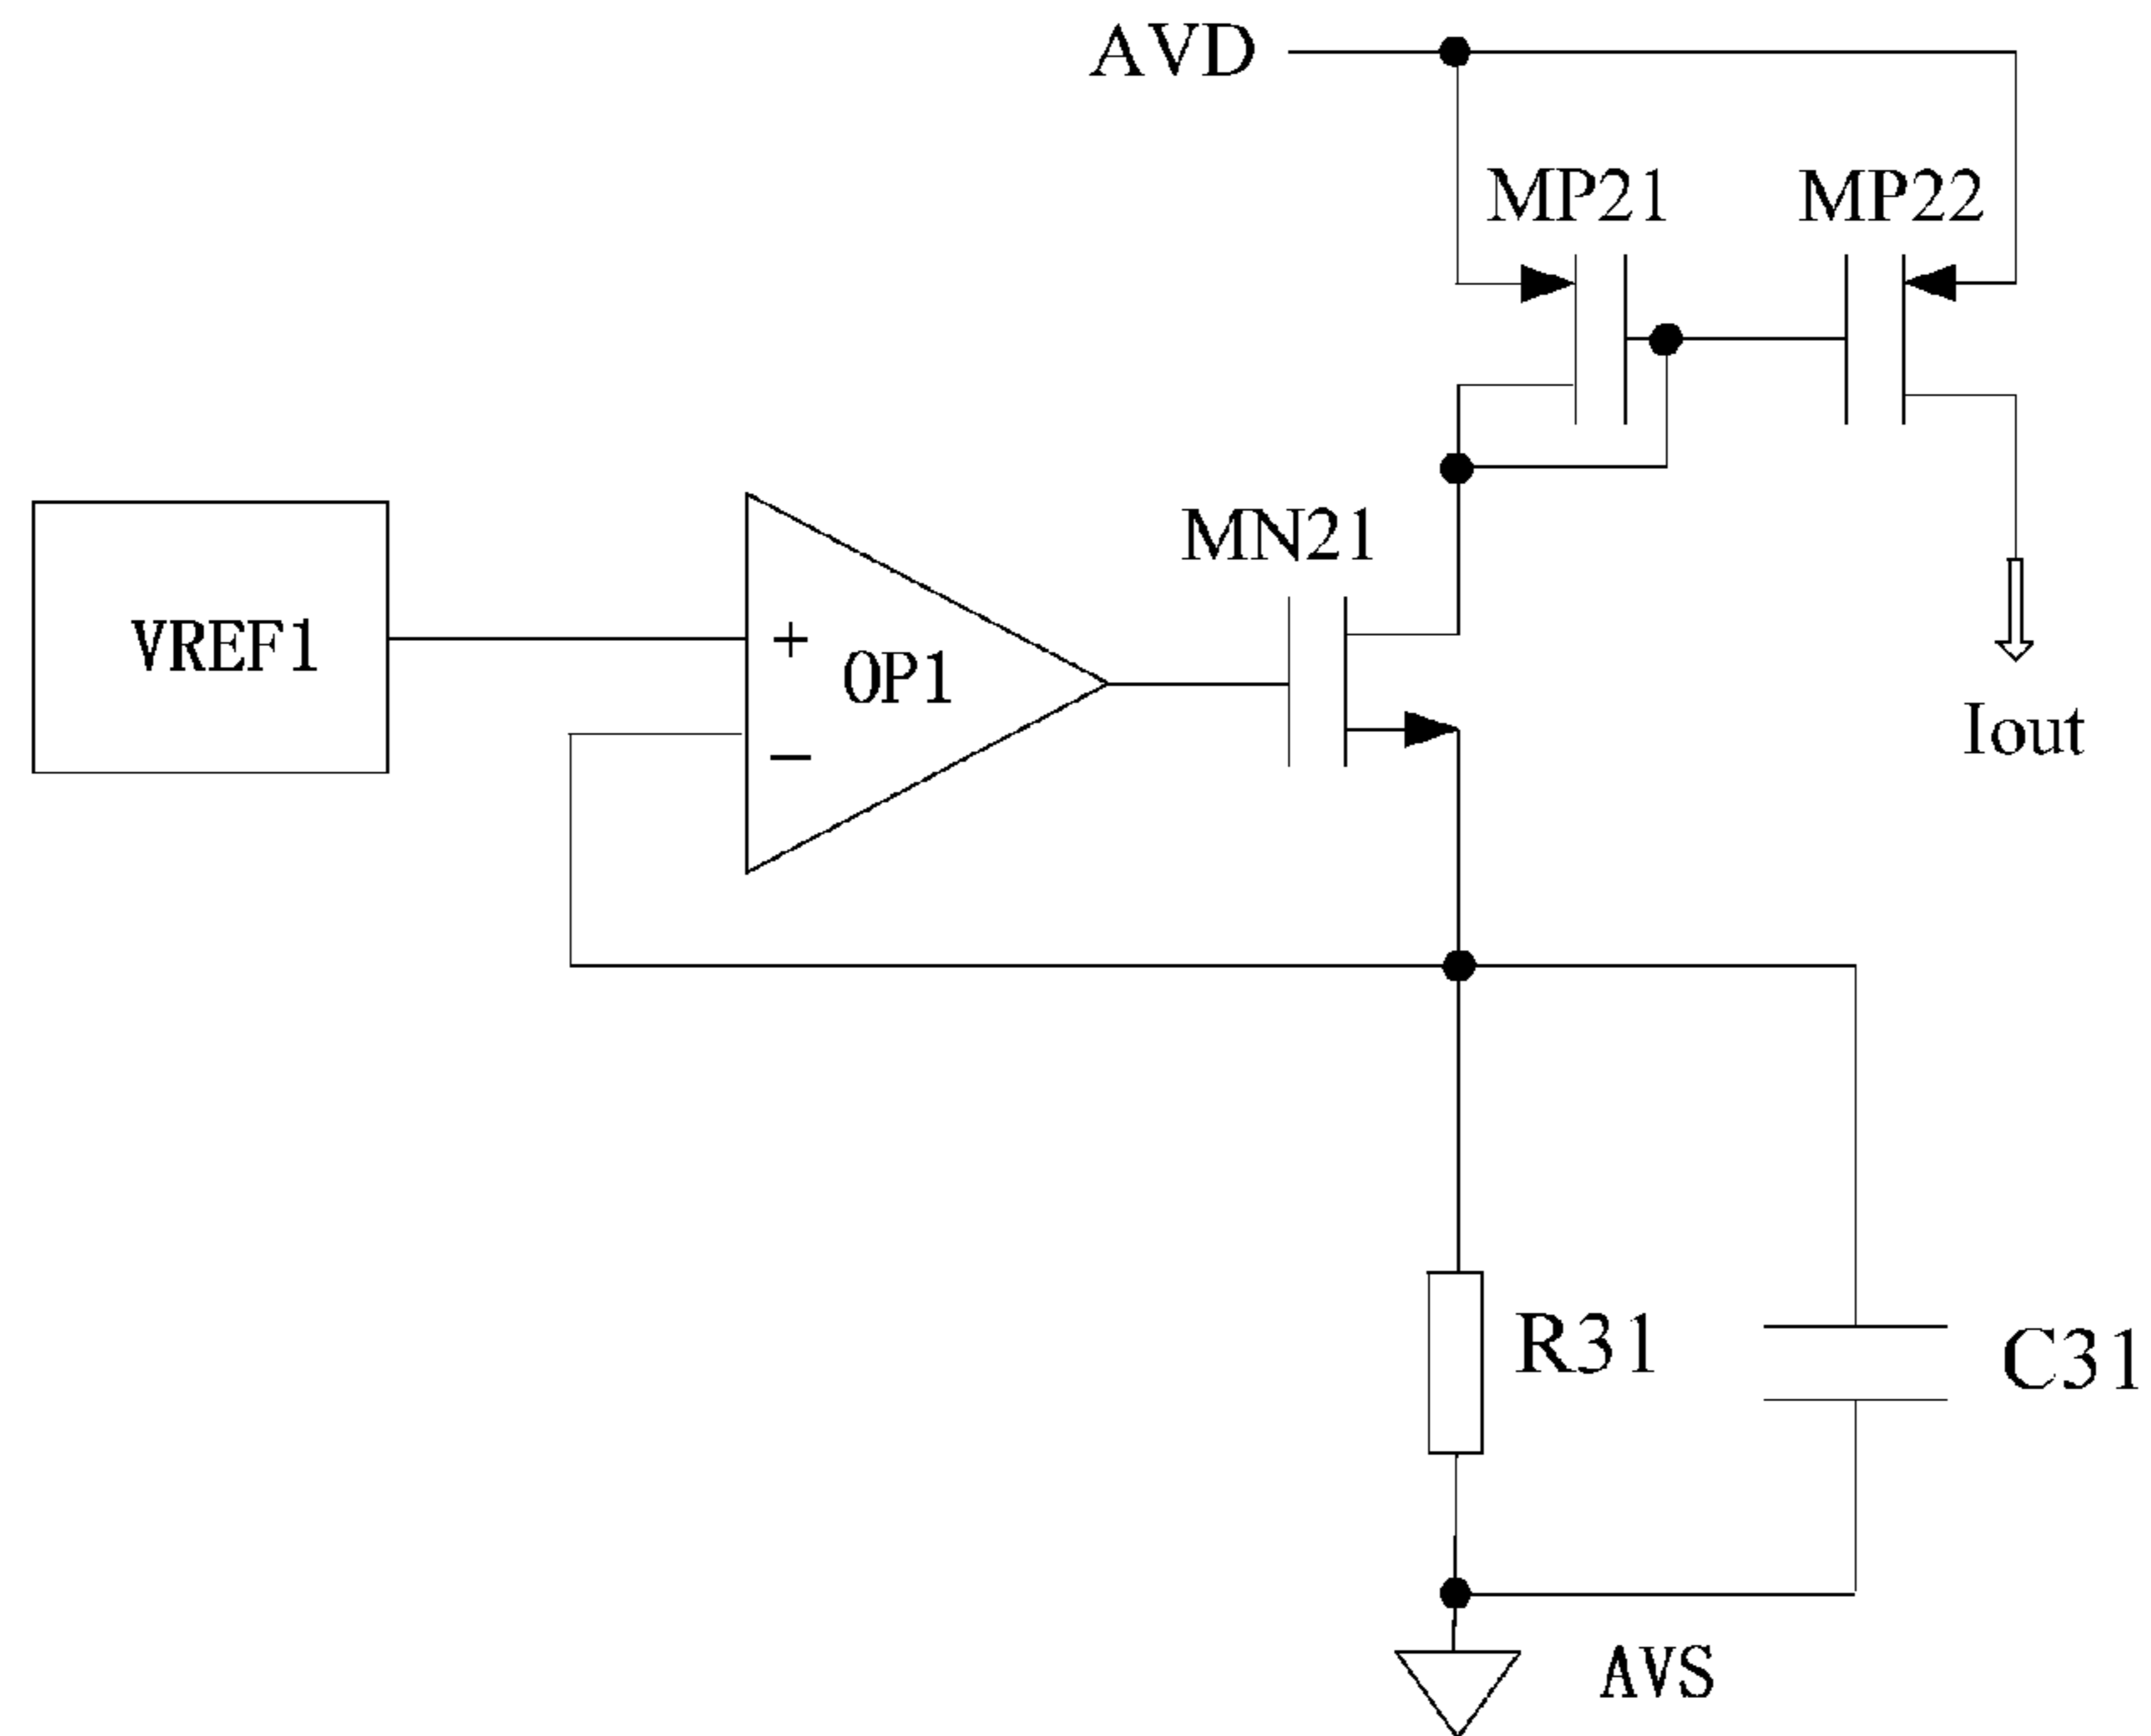 AVD
MP21 MP22
MN21
VREF1
+
OP1
−
Iout
R31
C31
AVS